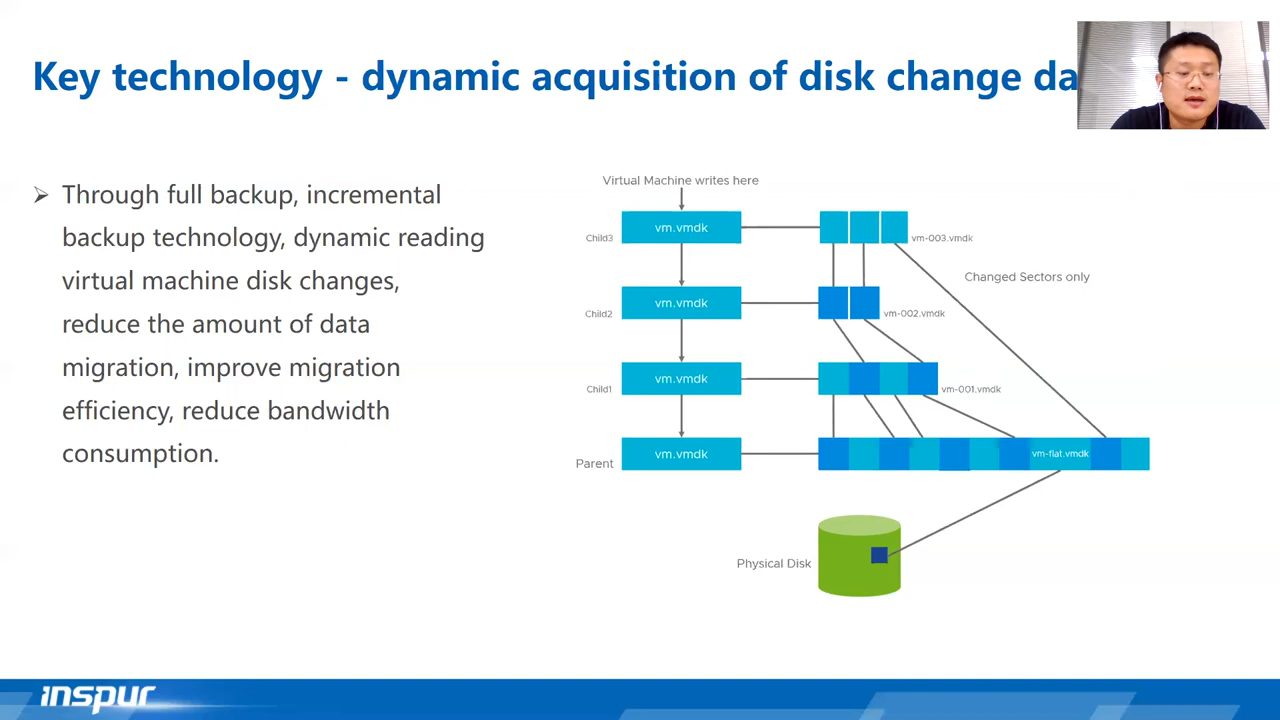 Key technology - dynamic acquisition of disk change da
Through full backup, incremental
backup technology, dynamic reading
virtual machine disk changes,
reduce the amount of data
migration, improve migration
efficiency, reduce bandwidth
consumption.
Virtual Machine writes here
vm.vmdk
Child3
vm-003.vmdk
Changed Sectors only
vm.vmdk
Child2
vm-002.vmdk
vm.vmdk
Child1
vm-001.vmdk
vm.vmdk
Parent
vm-flat.vmdk
Physical Disk
inspur